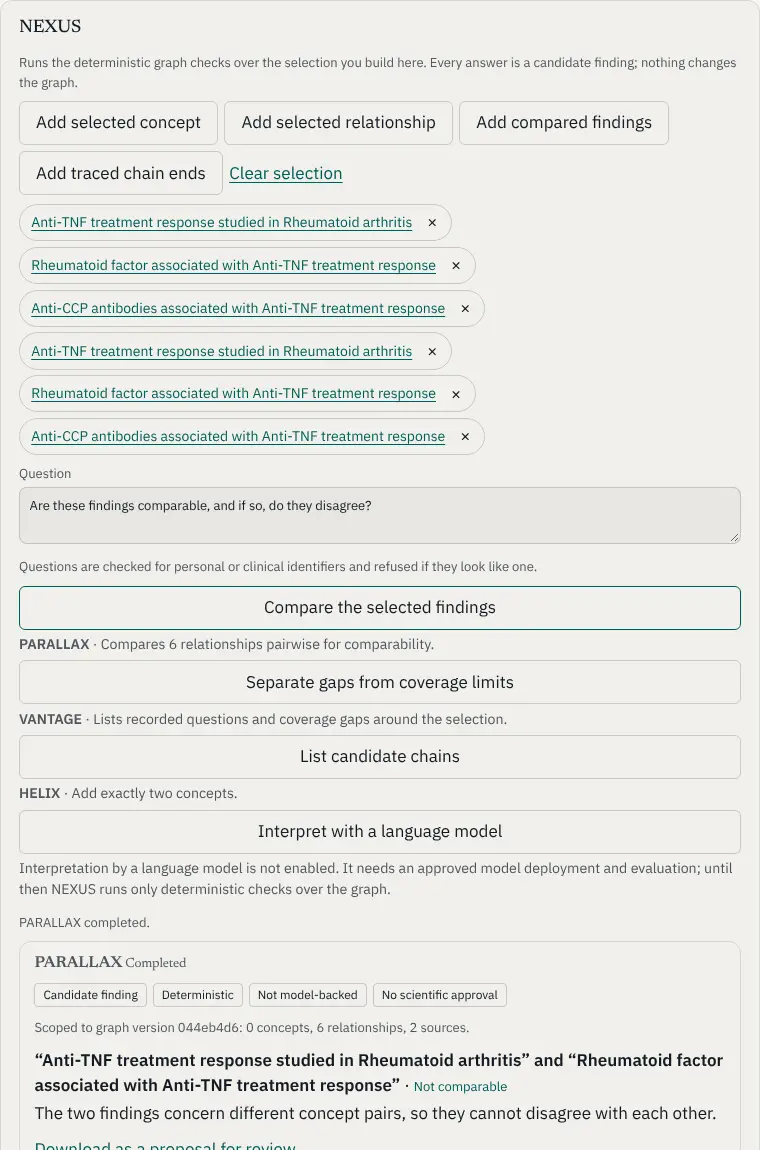 NEXUS
Runs the deterministic graph checks over the selection you build here. Every answer is a candidate finding; nothing changes
the graph.
Add selected concept
Add selected relationship
Add compared findings
Add traced chain ends
Clear selection
Anti-TNF treatment response studied in Rheumatoid arthritis ×
Rheumatoid factor associated with Anti-TNF treatment response ×
Anti-CCP antibodies associated with Anti-TNF treatment response ×
Anti-TNF treatment response studied in Rheumatoid arthritis ×
Rheumatoid factor associated with Anti-TNF treatment response ×
Anti-CCP antibodies associated with Anti-TNF treatment response ×
Question
Are these findings comparable, and if so, do they disagree?
Questions are checked for personal or clinical identifiers and refused if they look like one.
Compare the selected findings
PARALLAX · Compares 6 relationships pairwise for comparability.
Separate gaps from coverage limits
VANTAGE · Lists recorded questions and coverage gaps around the selection.
List candidate chains
HELIX · Add exactly two concepts.
Interpret with a language model
Interpretation by a language model is not enabled. It needs an approved model deployment and evaluation; until
then NEXUS runs only deterministic checks over the graph.
PARALLAX completed.
PARALLAX Completed
Candidate finding
Deterministic
Not model-backed
No scientific approval
Scoped to graph version 044eb4d6: 0 concepts, 6 relationships, 2 sources.
“Anti-TNF treatment response studied in Rheumatoid arthritis” and “Rheumatoid factor
associated with Anti-TNF treatment response” · Not comparable
The two findings concern different concept pairs, so they cannot disagree with each other.
Download as a proposal for review